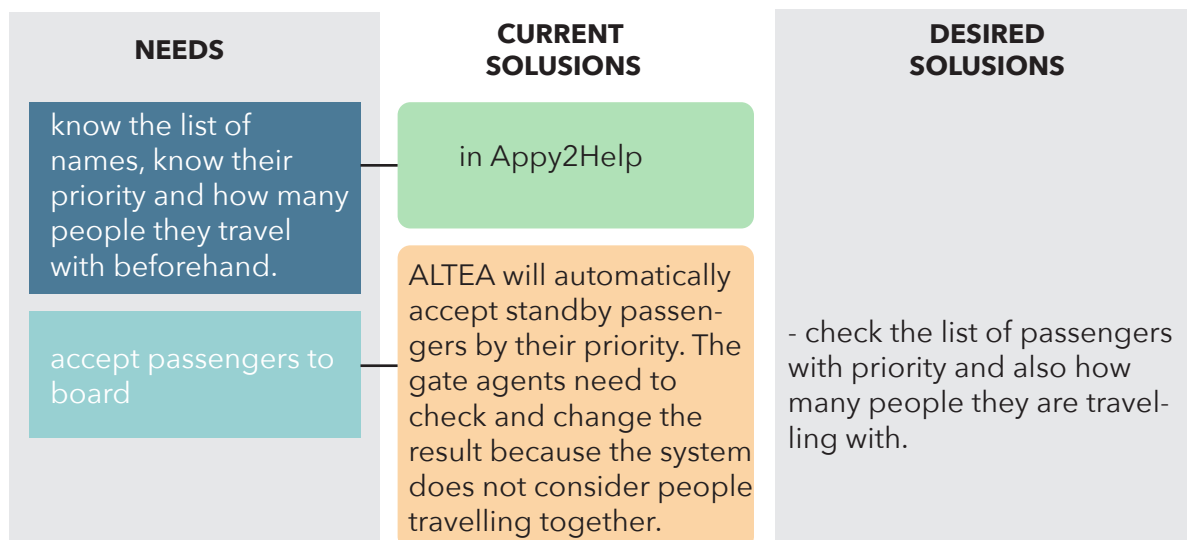 NEEDS
CURRENT
SOLUSIONS
DESIRED
SOLUSIONS
know the list of
names, know their
priority and how many
people they travel
with beforehand.
in Appy2Help
accept passengers to
board
ALTEA will automatically
accept standby passen-
gers by their priority. The
gate agents need to
check and change the
result because the system
does not consider people
travelling together.
- check the list of passengers
with priority and also how
many people they are travel-
lling with.